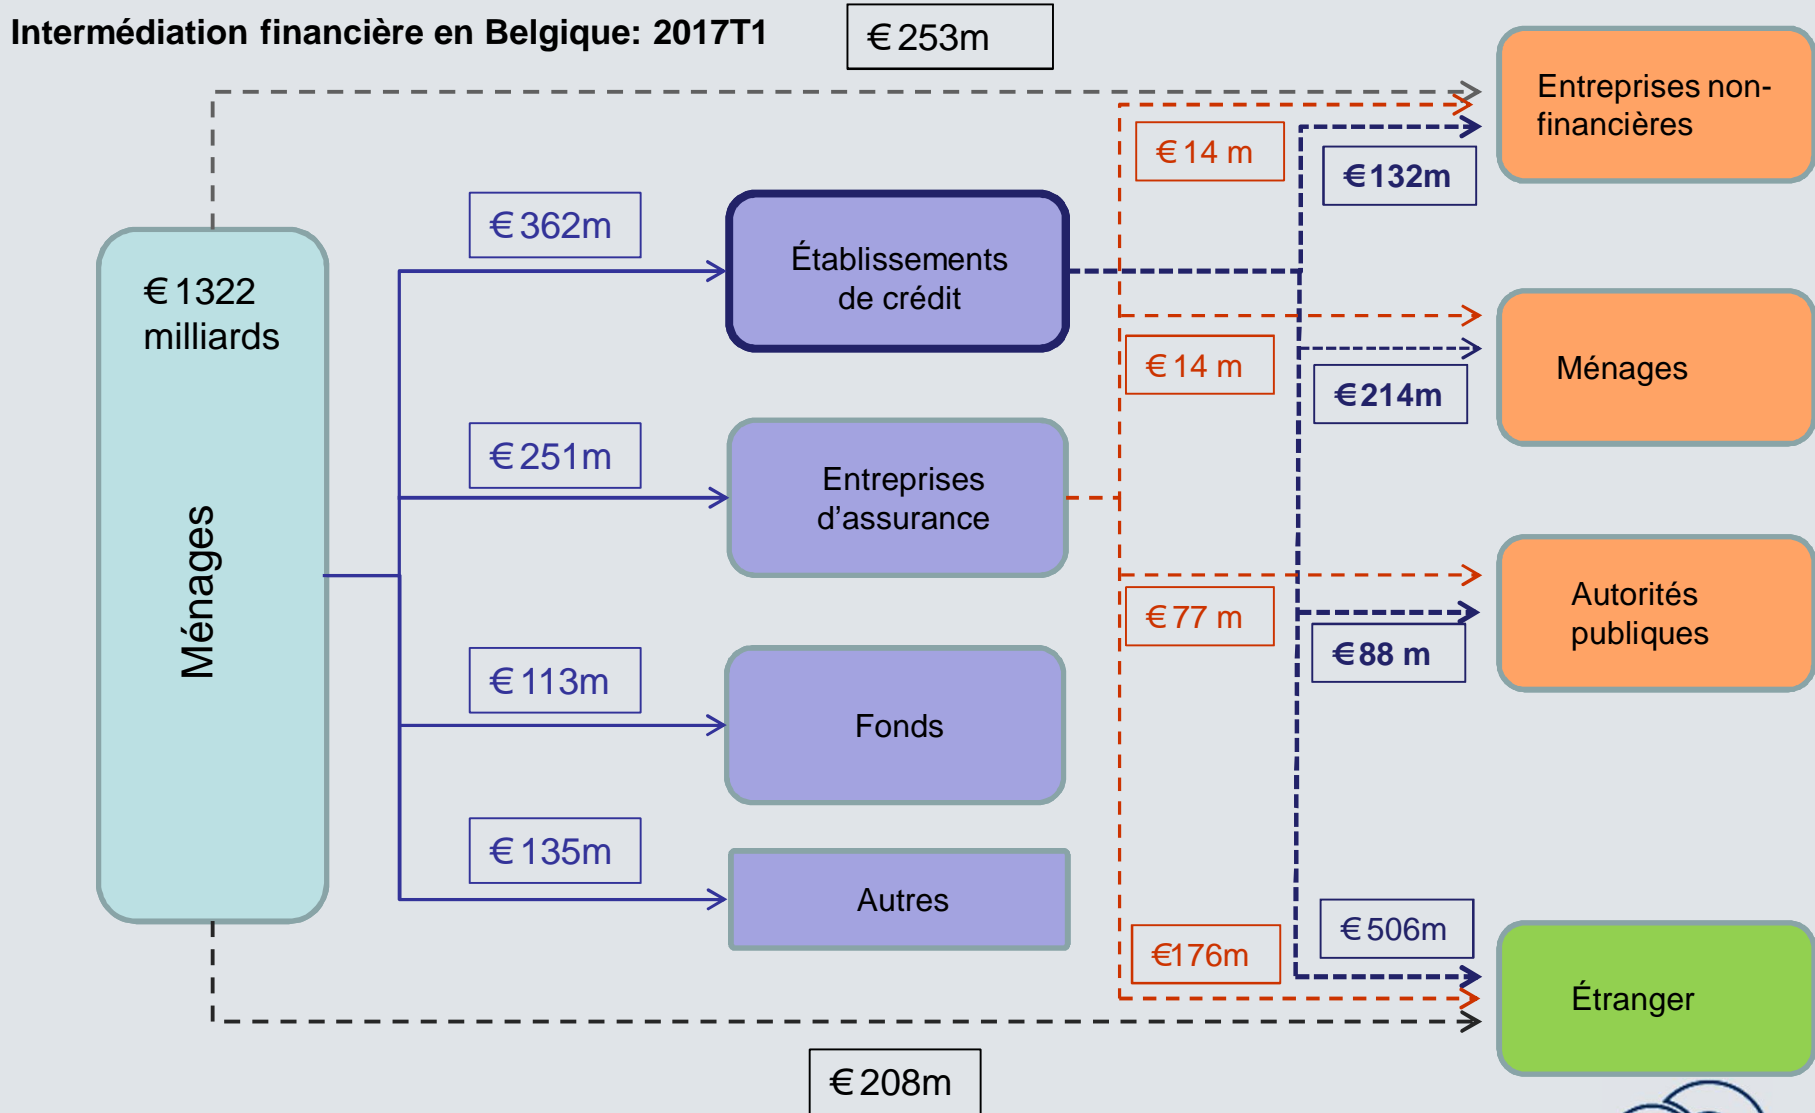 Intermédiation financière en Belgique: 2017T1
€ 253m
Entreprises non-
financières
€ 14 m
€ 132m
€ 362m
Établissements
de crédit
€ 1322
milliards
Ménages
€ 14 m
€ 214m
Ménages
€ 251m
Entreprises
d’assurance
€ 77 m
€ 88 m
Autorités
publiques
€ 113m
Fonds
€ 135m
Autres
€176m
€ 506m
Étranger
€ 208m